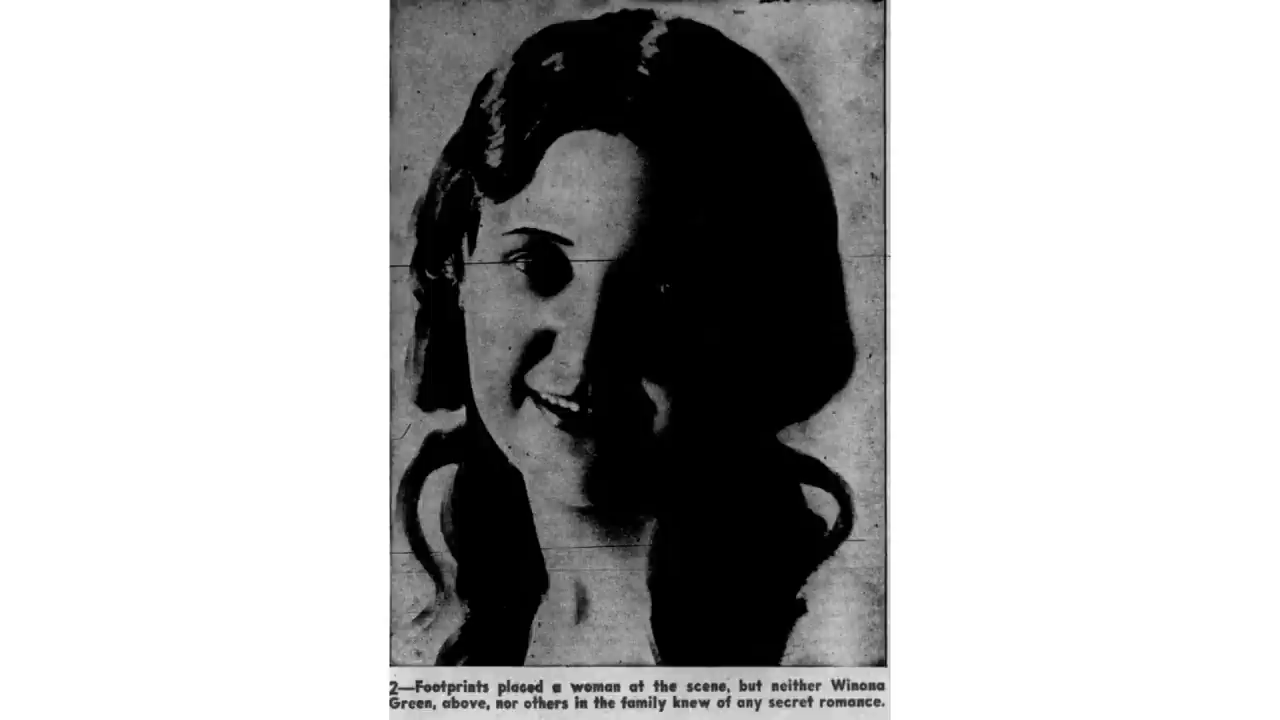 2—Footprints placed a woman at the scene, but neither Winona
Green, above, nor others in the family knew of any secret romance.